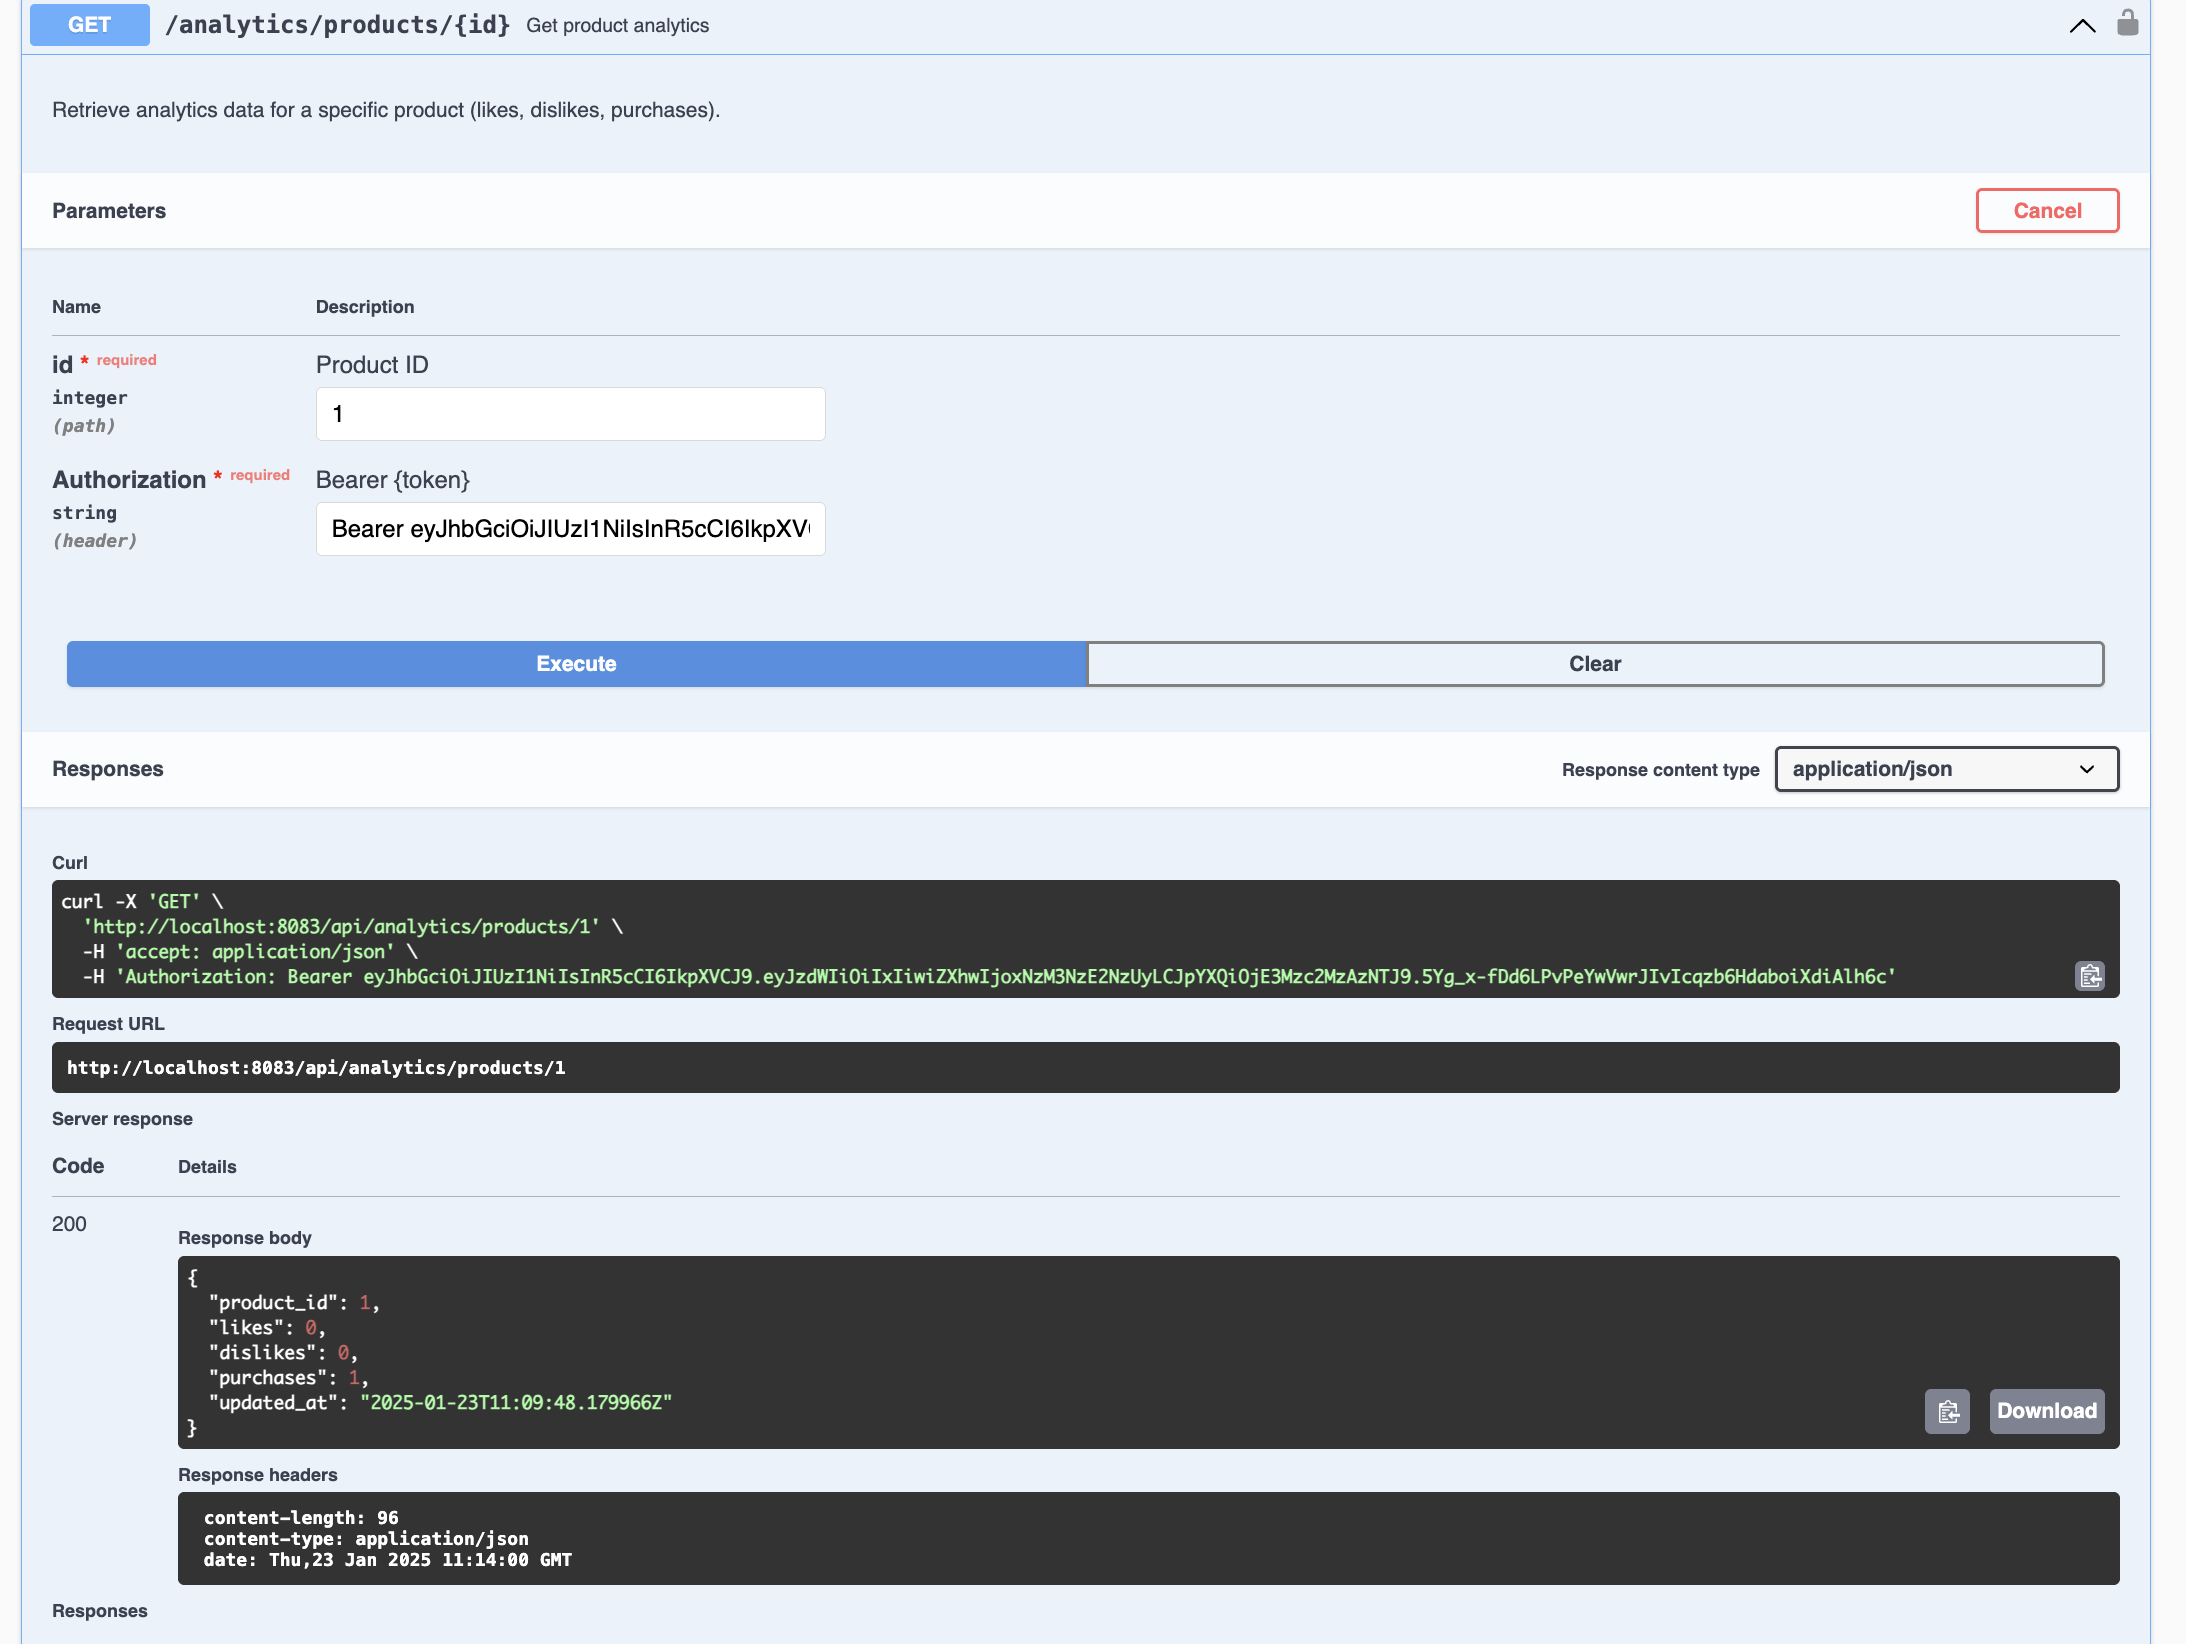 GET /analytics/products/{id} Get product analytics
Retrieve analytics data for a specific product (likes, dislikes, purchases).
Parameters
Cancel
Name Description
id * required
integer
(path)
Product ID
1
Authorization * required
string
(header)
Bearer {token}
Bearer eyJhbGciOiJIUzI1NiIsInR5cCI6IkpXV
Execute
Clear
Responses
Response content type
application/json
Curl
curl -X 'GET' \
'http://localhost:8083/api/analytics/products/1' \
-H 'accept: application/json' \
-H 'Authorization: Bearer eyJhbGciOiJIUzI1NiIsInR5cCI6IkpXVCJ9.eyJzdWIiOiIxIiwiZXhwIjoxNzM3NzE2NzUyLCJpYXQiOjE3Mzc2MzAzNTJ9.5Yg_x-fDd6LPvPeYwVwrJIvIcqzb6HdaboiXdiAlh6c'
Request URL
http://localhost:8083/api/analytics/products/1
Server response
Code Details
200
Response body
{
"product_id": 1,
"likes": 0,
"dislikes": 0,
"purchases": 1,
"updated_at": "2025-01-23T11:09:48.179966Z"
}
Download
Response headers
content-length: 96
content-type: application/json
date: Thu,23 Jan 2025 11:14:00 GMT
Responses